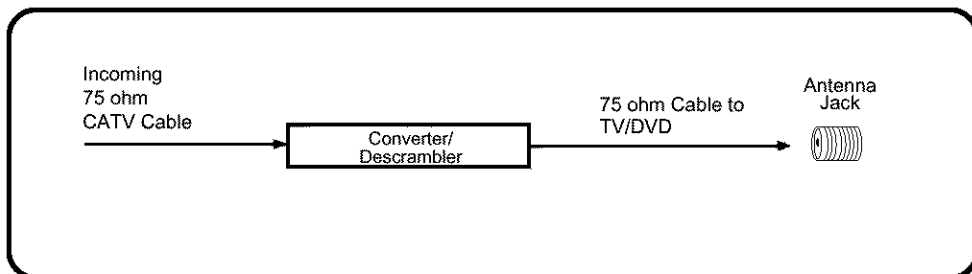 Incoming
75 ohm
CATV Cable
Converter/
Descrambler
75 ohm Cable to
TV/DVD
Antenna
Jack